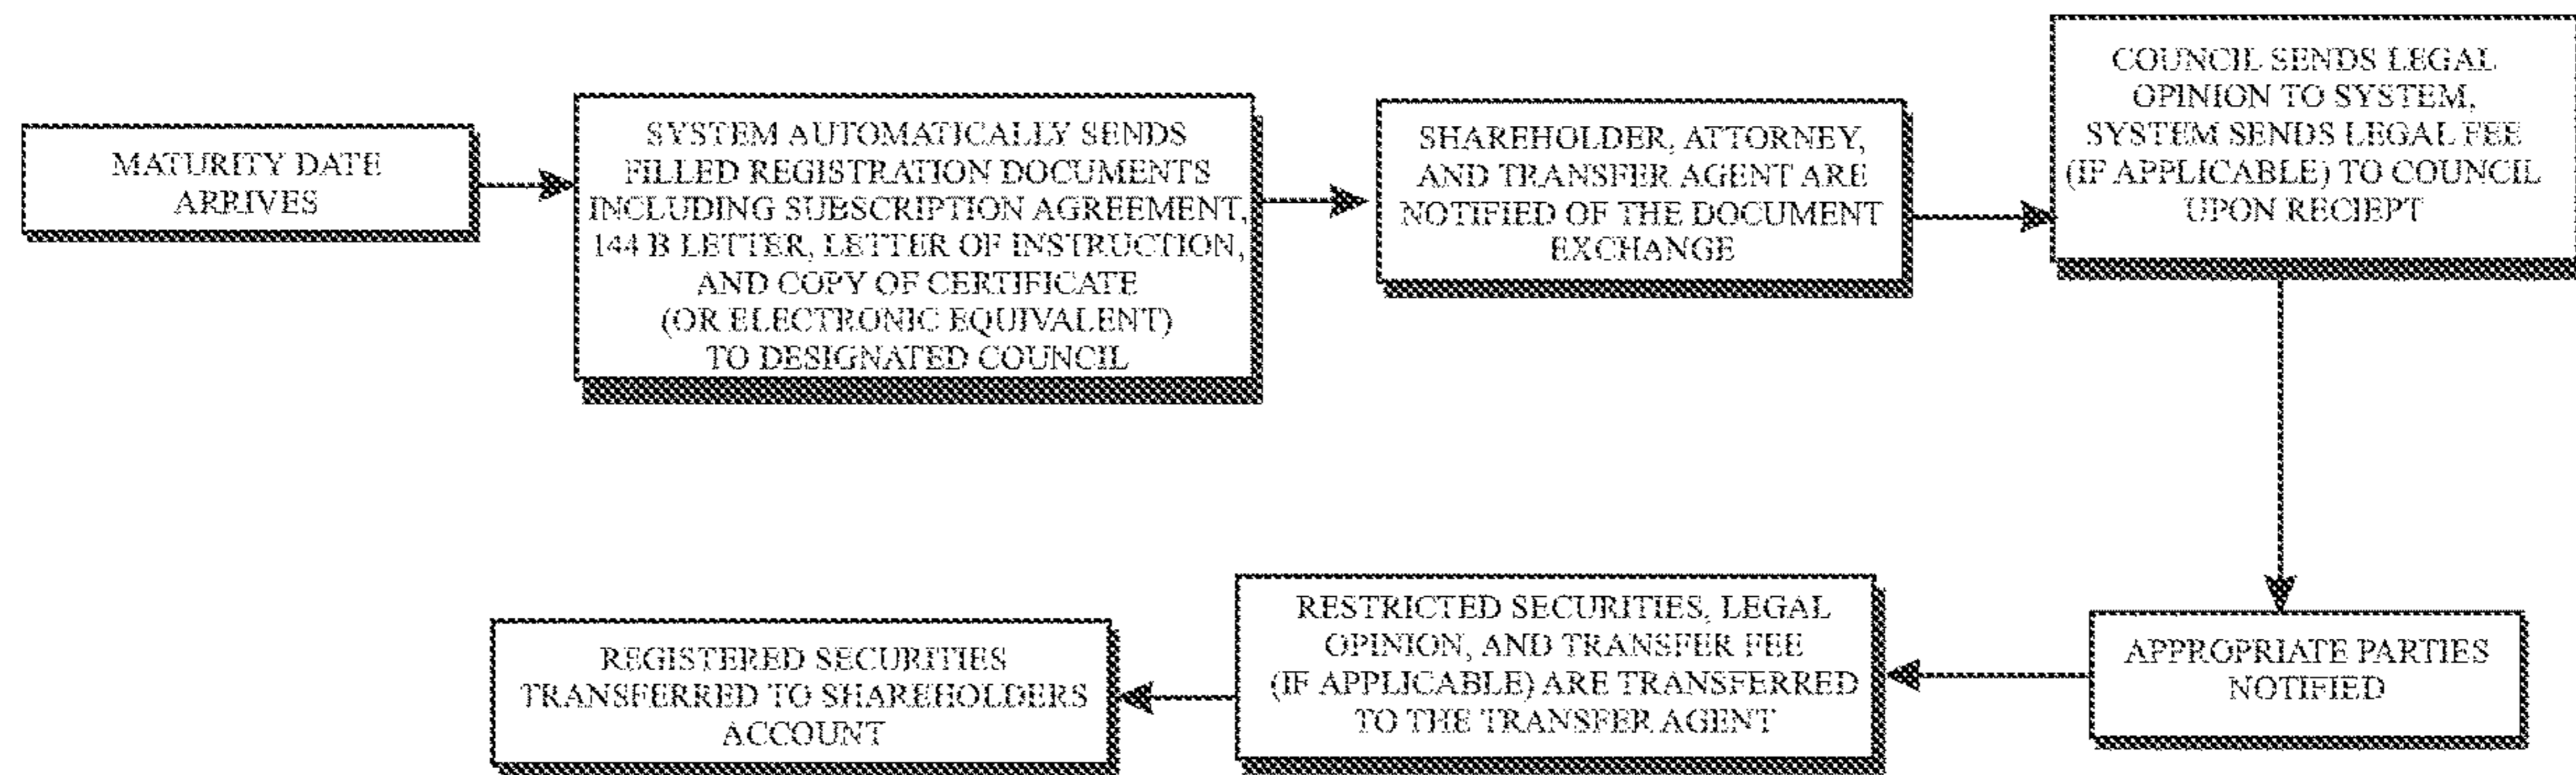 MATURITY DATE
ARRIVES
SYSTEM AUTOMATICALLY SENDS
FILLED REGISTRATION DOCUMENTS
INCLUDING SUBSCRIPTION AGREEMENT,
144 B LETTER, LETTER OF INSTRUCTION,
AND COPY OF CERTIFICATE
(OR ELECTRONIC EQUIVALENT)
TO DESIGNATED COUNCIL
SHAREHOLDER, ATTORNEY,
AND TRANSFER AGENT ARE
NOTIFIED OF THE DOCUMENT
EXCHANGE
COUNCIL SENDS LEGAL
OPINION TO SYSTEM,
SYSTEM SENDS LEGAL FEE
(IF APPLICABLE) TO COUNCIL
UPON RECIEPT
APPROPRIATE PARTIES
NOTIFIED
RESTRICTED SECURITIES, LEGAL
OPINION, AND TRANSFER FEE
(IF APPLICABLE) ARE TRANSFERRED
TO THE TRANSFER AGENT
REGISTERED SECURITIES
TRANSFERRED TO SHAREHOLDERS
ACCOUNT